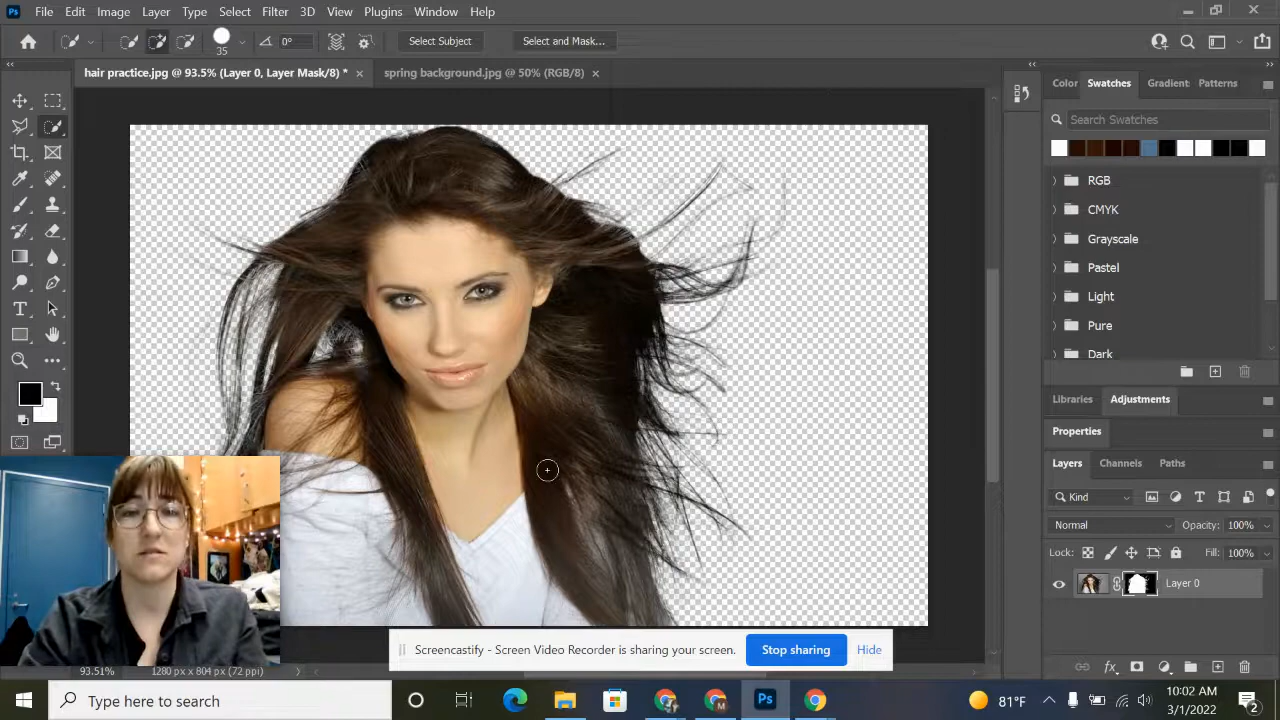 Ps File Edit Image Layer Type Select Filter 3D View Plugins Window Help
35 0° Select Subject Select and Mask...
hair practice.jpg @ 93.5% (Layer 0, Layer Mask/8) * × spring background.jpg @ 50% (RGB/8) ×
Color Swatches Gradient Patterns
Search Swatches
RGB
CMYK
Grayscale
Pastel
Light
Pure
Dark
Libraries Adjustments
Properties
Layers Channels Paths
Kind
Normal Opacity: 100%
Lock: Fill: 100%
Layer 0
Screencastify - Screen Video Recorder is sharing your screen. Stop sharing Hide
93.51% 1280 px x 804 px (72 ppi)
Type here to search
Ps
81°F
10:02 AM
3/1/2022
2